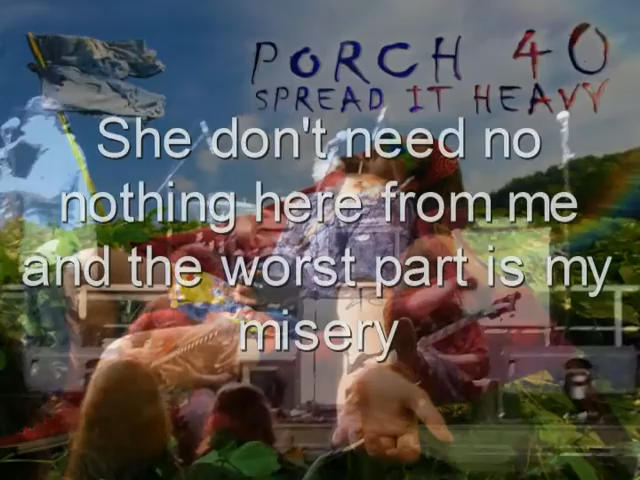 PORCH 40
SPREAD IT HEAVY
She don't need no
nothing here from me
and the worst part is my
misery